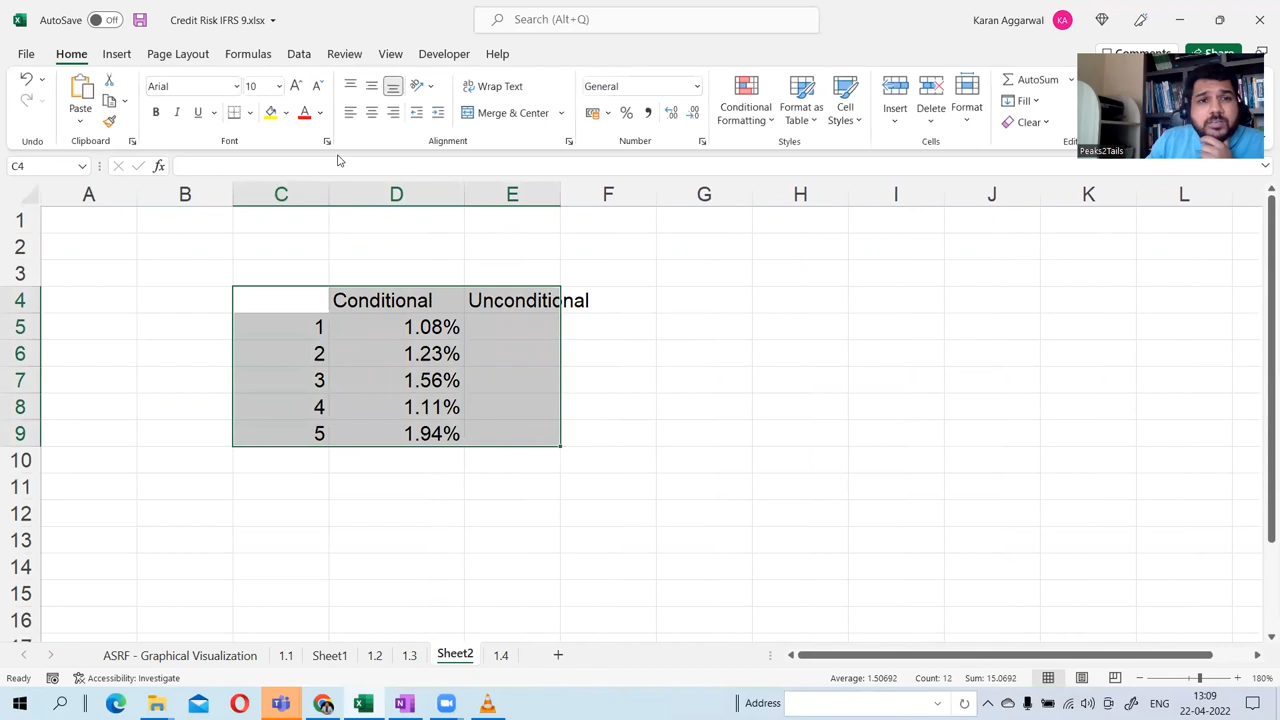 AutoSave Off Credit Risk IFRS 9.xlsx Search (Alt+Q) Karan Aggarwal KA
File Home Insert Page Layout Formulas Data Review View Developer Help Comments Share
Paste Arial 10 Wrap Text General Conditional Format as Cell Insert Delete Format AutoSum
B I U Merge & Center Formatting Table Styles Fill
Clear
Undo Clipboard Font Alignment Number Styles Cells
Peaks2Tails
C4 fx
A B C D E F G H I J K L
1
2
3
4 Conditional Unconditional
5 1 1.08%
6 2 1.23%
7 3 1.56%
8 4 1.11%
9 5 1.94%
10
11
12
13
14
15
16
ASRF - Graphical Visualization 1.1 Sheet1 1.2 1.3 Sheet2 1.4
Accessibility: Investigate Average: 1.50692 Count: 12 Sum: 15.0692 180%
Address ENG 13:09
22-04-2022